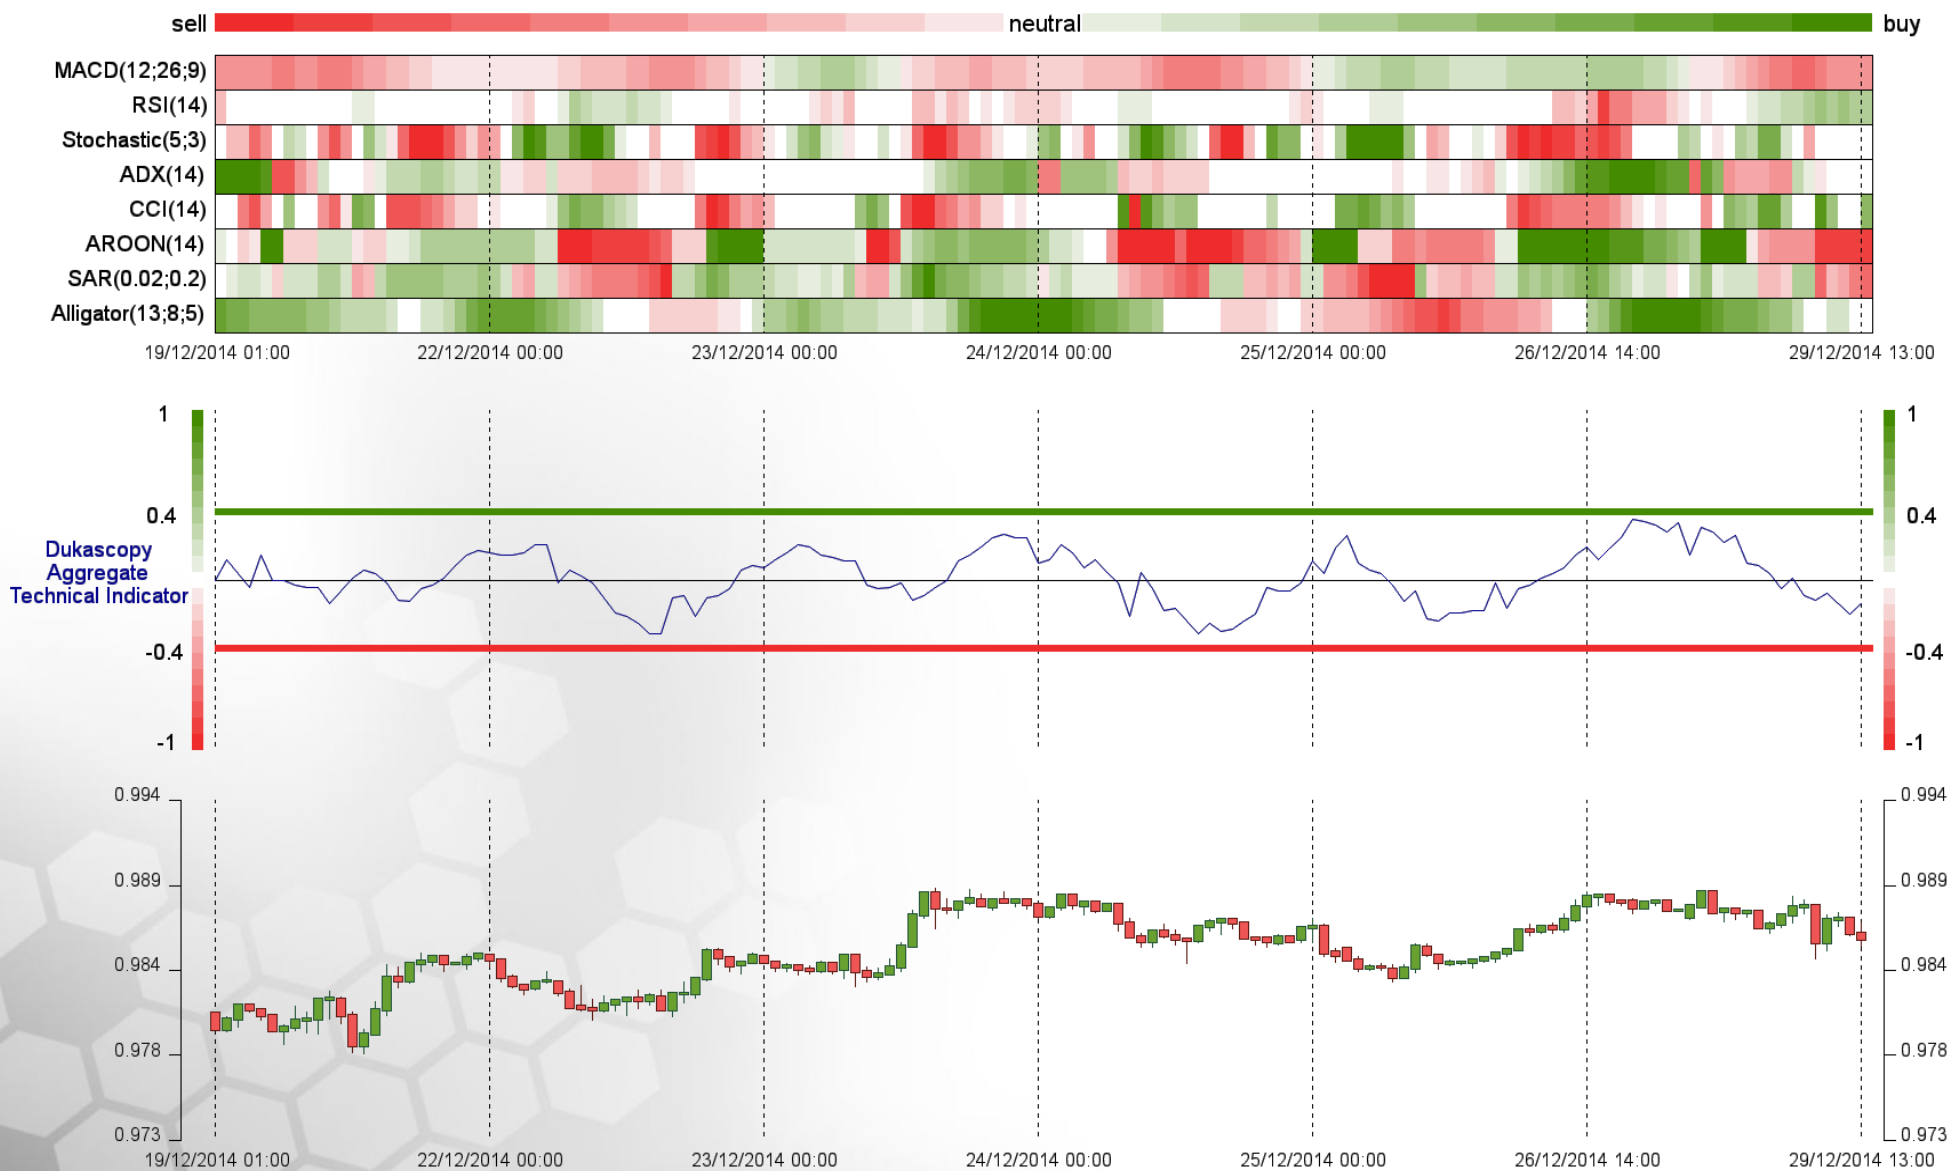 sell neutral buy
MACD(12;26;9)
RSI(14)
Stochastic(5;3)
ADX(14)
CCI(14)
AROON(14)
SAR(0.02;0.2)
Alligator(13;8;5)
19/12/2014 01:00 22/12/2014 00:00 23/12/2014 00:00 24/12/2014 00:00 25/12/2014 00:00 26/12/2014 14:00 29/12/2014 13:00
1 1
0.4 0.4
Dukascopy
Aggregate
Technical Indicator
-0.4 -0.4
-1 -1
0.994 0.994
0.989 0.989
0.984 0.984
0.978 0.978
0.973 0.973
19/12/2014 01:00 22/12/2014 00:00 23/12/2014 00:00 24/12/2014 00:00 25/12/2014 00:00 26/12/2014 14:00 29/12/2014 13:00